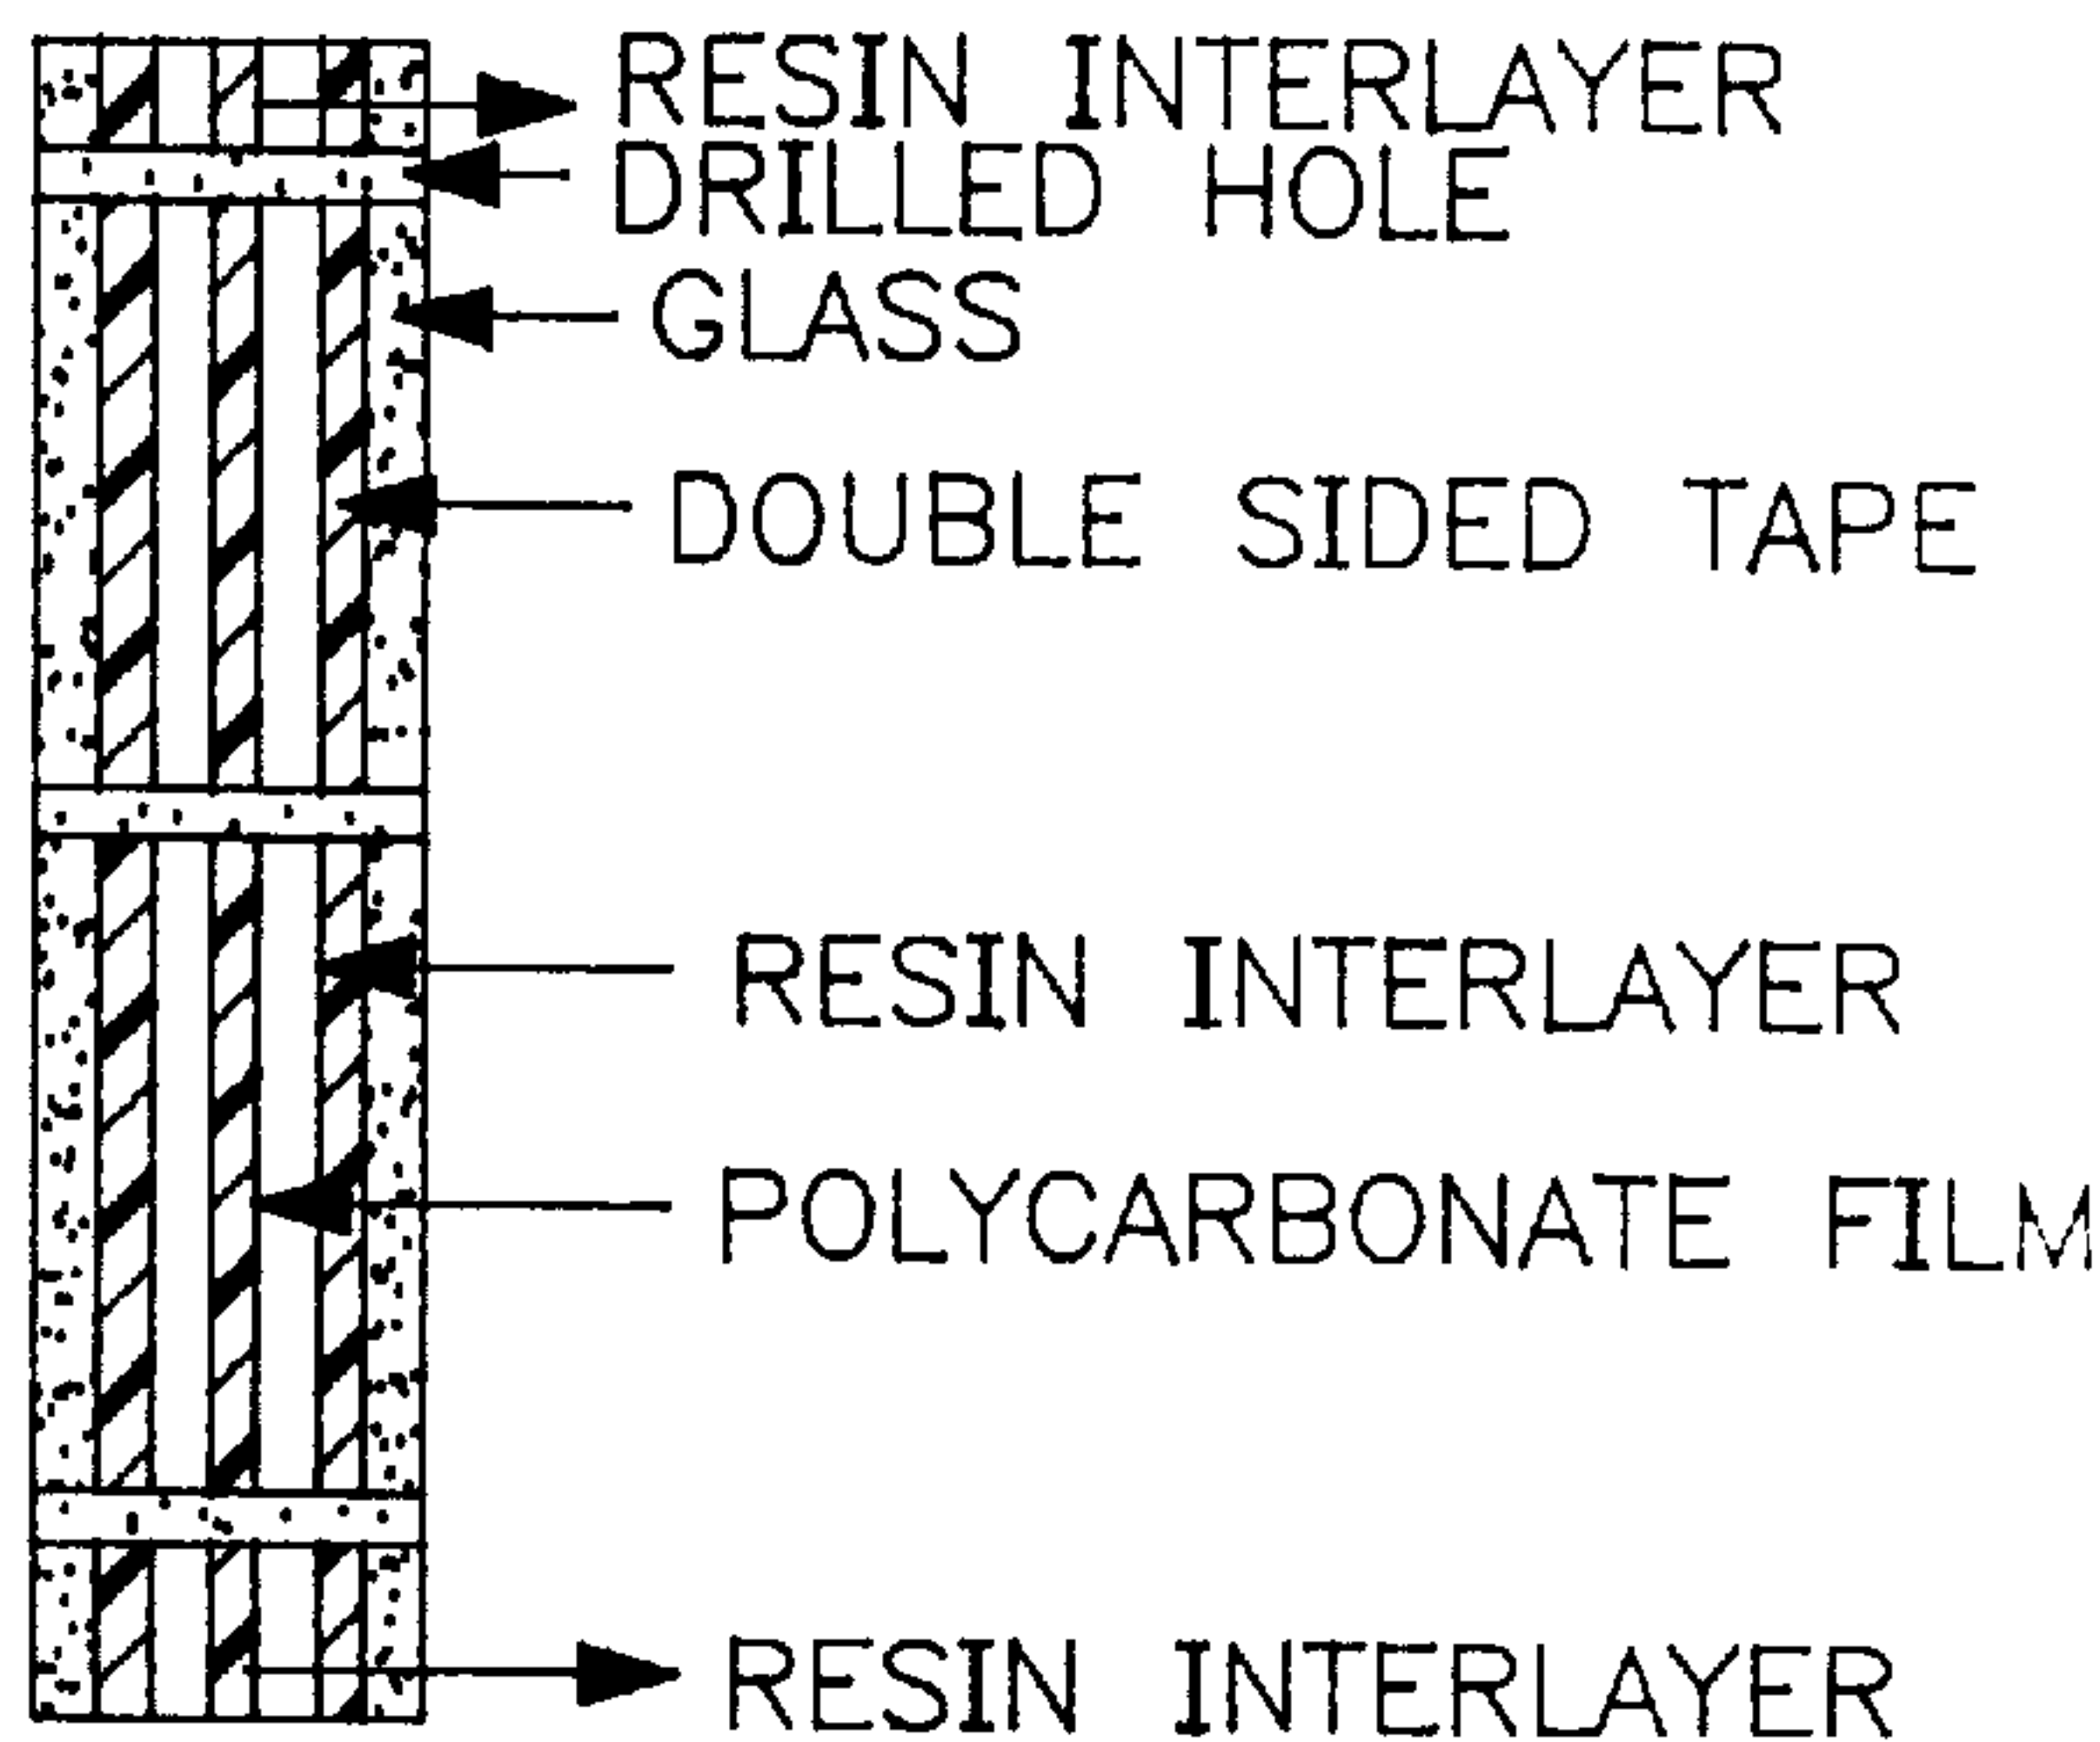 RESIN INTERLAYER
DRILLED HOLE
GLASS
DOUBLE SIDED TAPE
RESIN INTERLAYER
POLYCARBONATE FILM
RESIN INTERLAYER